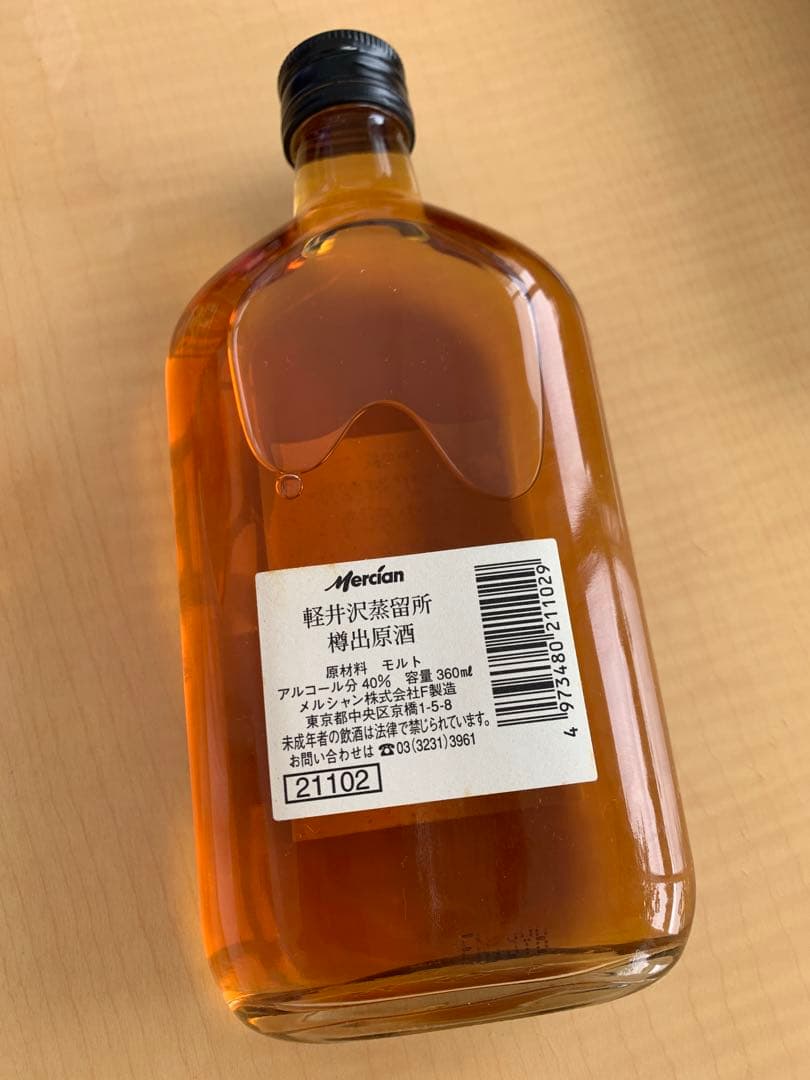 Mercian
軽井沢蒸留所
樽出原酒
原材料 モルト
アルコール分 40% 容量 360㎖
メルシャン株式会社F製造
東京都中央区京橋1-5-8
未成年者の飲酒は法律で禁じられています。
お問い合わせは ☎03(3231)3961
21102
4 973480 211029